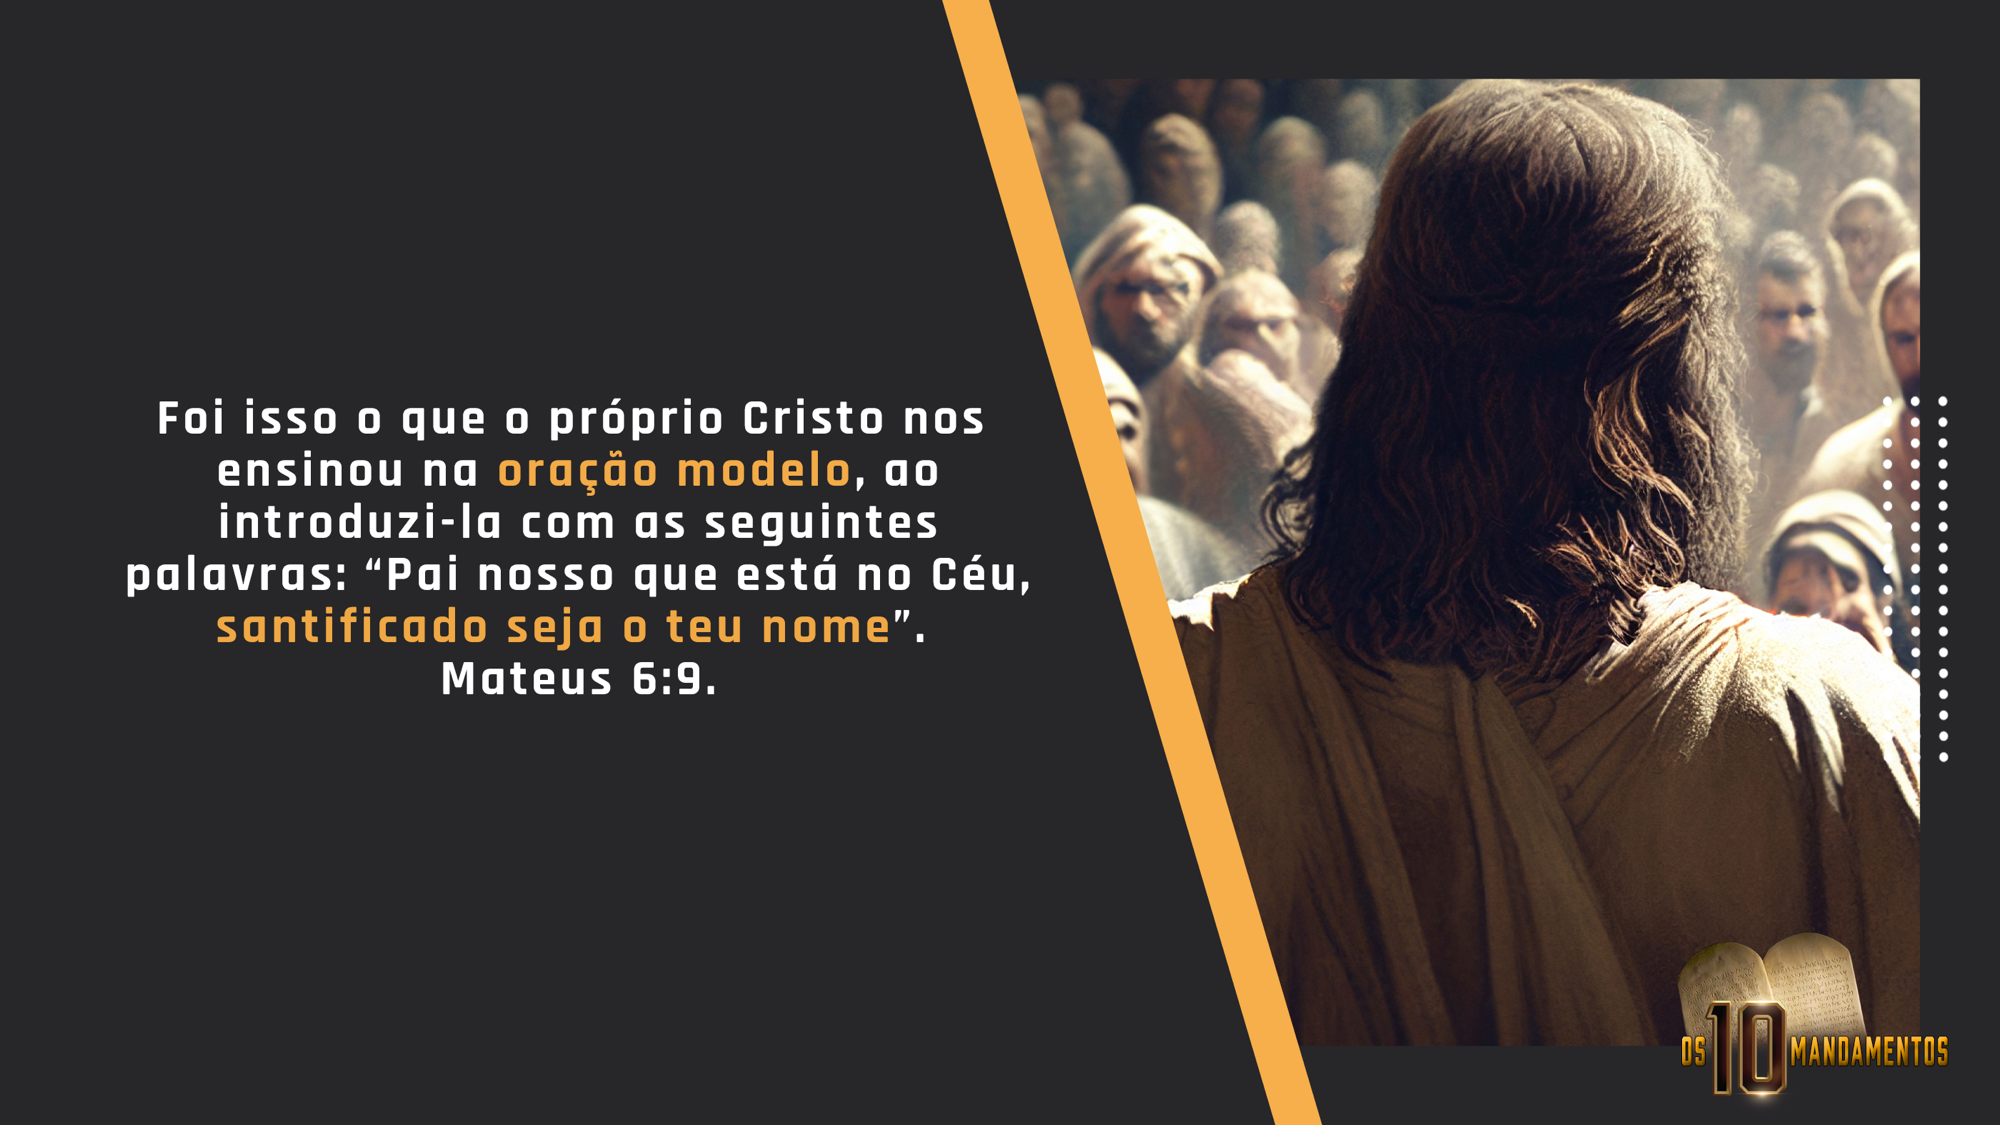 Foi isso o que o próprio Cristo nos
ensinou na oração modelo, ao
introduzi-la com as seguintes
palavras: “Pai nosso que está no Céu,
santificado seja o teu nome”.
Mateus 6:9.
OS 10 MANDAMENTOS